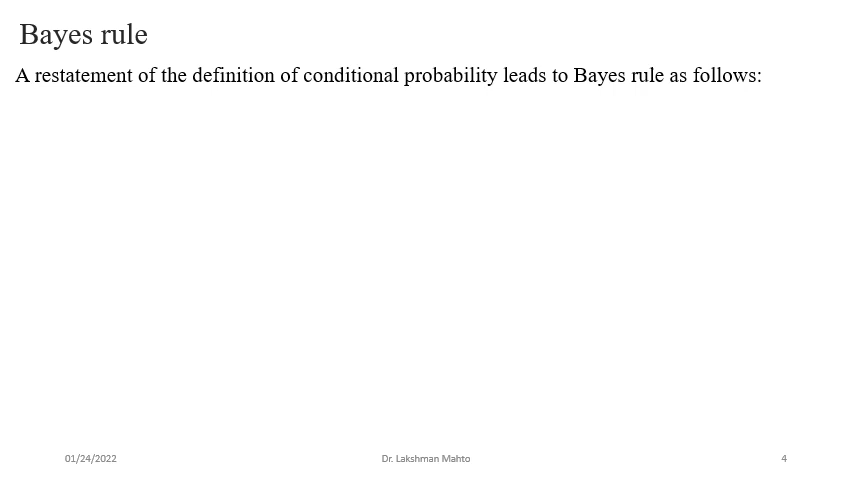 Bayes rule
A restatement of the definition of conditional probability leads to Bayes rule as follows:
01/24/2022
Dr. Lakshman Mahto
4